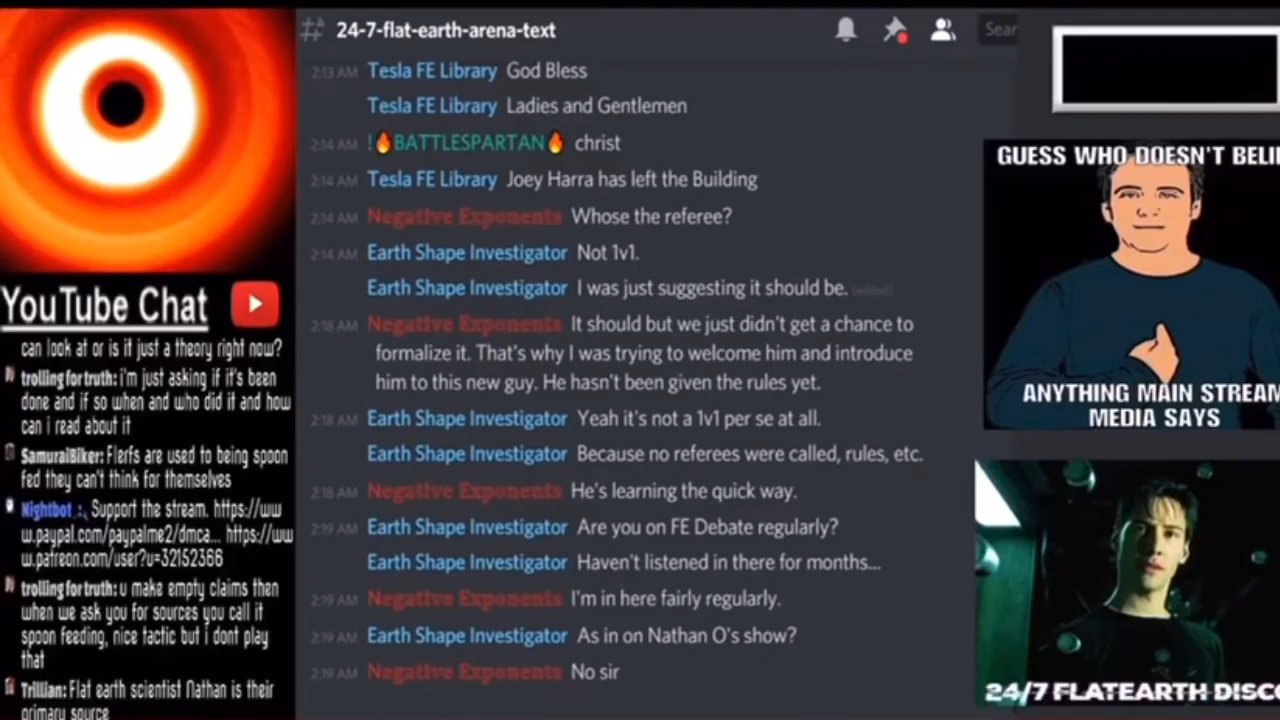 24-7-flat-earth-arena-text
Sear
2:13 AM Tesla FE Library God Bless
Tesla FE Library Ladies and Gentlemen
2:14 AM !🔥BATTLESPARTAN🔥 christ
2:14 AM Tesla FE Library Joey Harra has left the Building
2:14 AM Negative Exponents Whose the referee?
2:14 AM Earth Shape Investigator Not 1v1.
Earth Shape Investigator I was just suggesting it should be. (edited)
2:18 AM Negative Exponents It should but we just didn't get a chance to
formalize it. That's why I was trying to welcome him and introduce
him to this new guy. He hasn't been given the rules yet.
2:18 AM Earth Shape Investigator Yeah it's not a 1v1 per se at all.
Earth Shape Investigator Because no referees were called, rules, etc.
2:18 AM Negative Exponents He's learning the quick way.
2:19 AM Earth Shape Investigator Are you on FE Debate regularly?
Earth Shape Investigator Haven't listened in there for months...
2:19 AM Negative Exponents I'm in here fairly regularly.
2:19 AM Earth Shape Investigator As in on Nathan O's show?
2:19 AM Negative Exponents No sir
YouTube Chat
can look at or is it just a theory right now?
trolling for truth: i'm just asking if it's been
done and if so when and who did it and how
can i read about it
SamuraiBiker: Flerfs are used to being spoon
fed they can't think for themselves
Nightbot :. Support the stream. https://ww
w.paypal.com/paypalme2/dmca... https://ww
w.patreon.com/user?u=32152366
trolling for truth: u make empty claims then
when we ask you for sources you call it
spoon feeding, nice tactic but i dont play
that
Trillian: Flat earth scientist Nathan is their
primary source
GUESS WHO DOESN'T BELI
ANYTHING MAIN STREAM
MEDIA SAYS
24/7 FLATEARTH DISCO